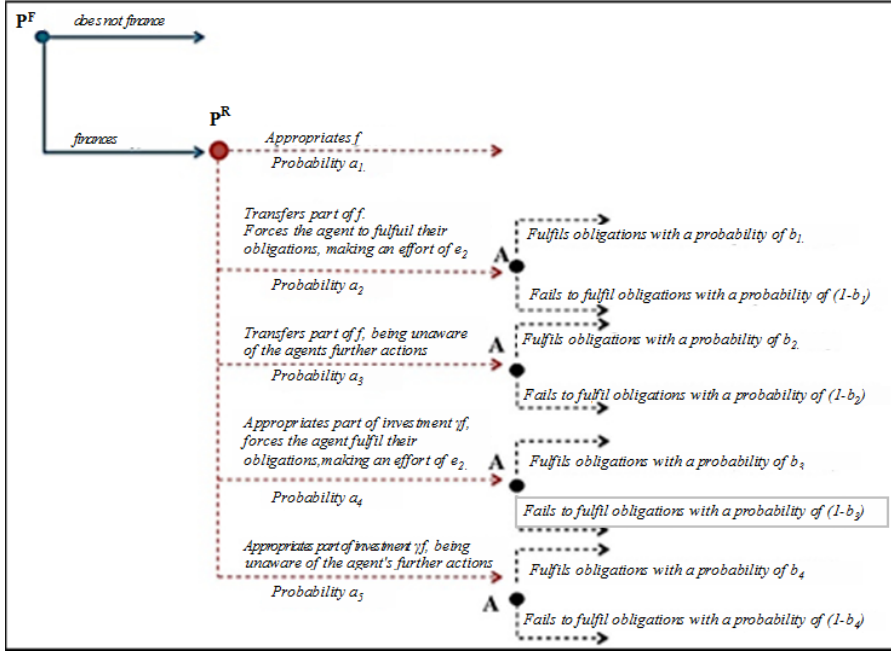 P^F
does not finance
finances
P^R
Appropriates f
Probability a₁.
Transfers part of f.
Forces the agent to fulfuil their
obligations, making an effort of e₂
Probability a₂
A
Fulfils obligations with a probability of b₁.
Fails to fulfil obligations with a probability of (1-b₁)
Transfers part of f, being unaware
of the agents further actions
Probability a₃
A
Fulfils obligations with a probability of b₂.
Fails to fulfil obligations with a probability of (1-b₂)
Appropriates part of investment γf,
forces the agent fulfil their
obligations,making an effort of e₂.
Probability a₄
A
Fulfils obligations with a probability of b₃
Fails to fulfil obligations with a probability of (1-b₃)
Appropriates part of investment γf, being
unaware of the agent's further actions
Probability a₅
A
Fulfils obligations with a probability of b₄
Fails to fulfil obligations with a probability of (1-b₄)